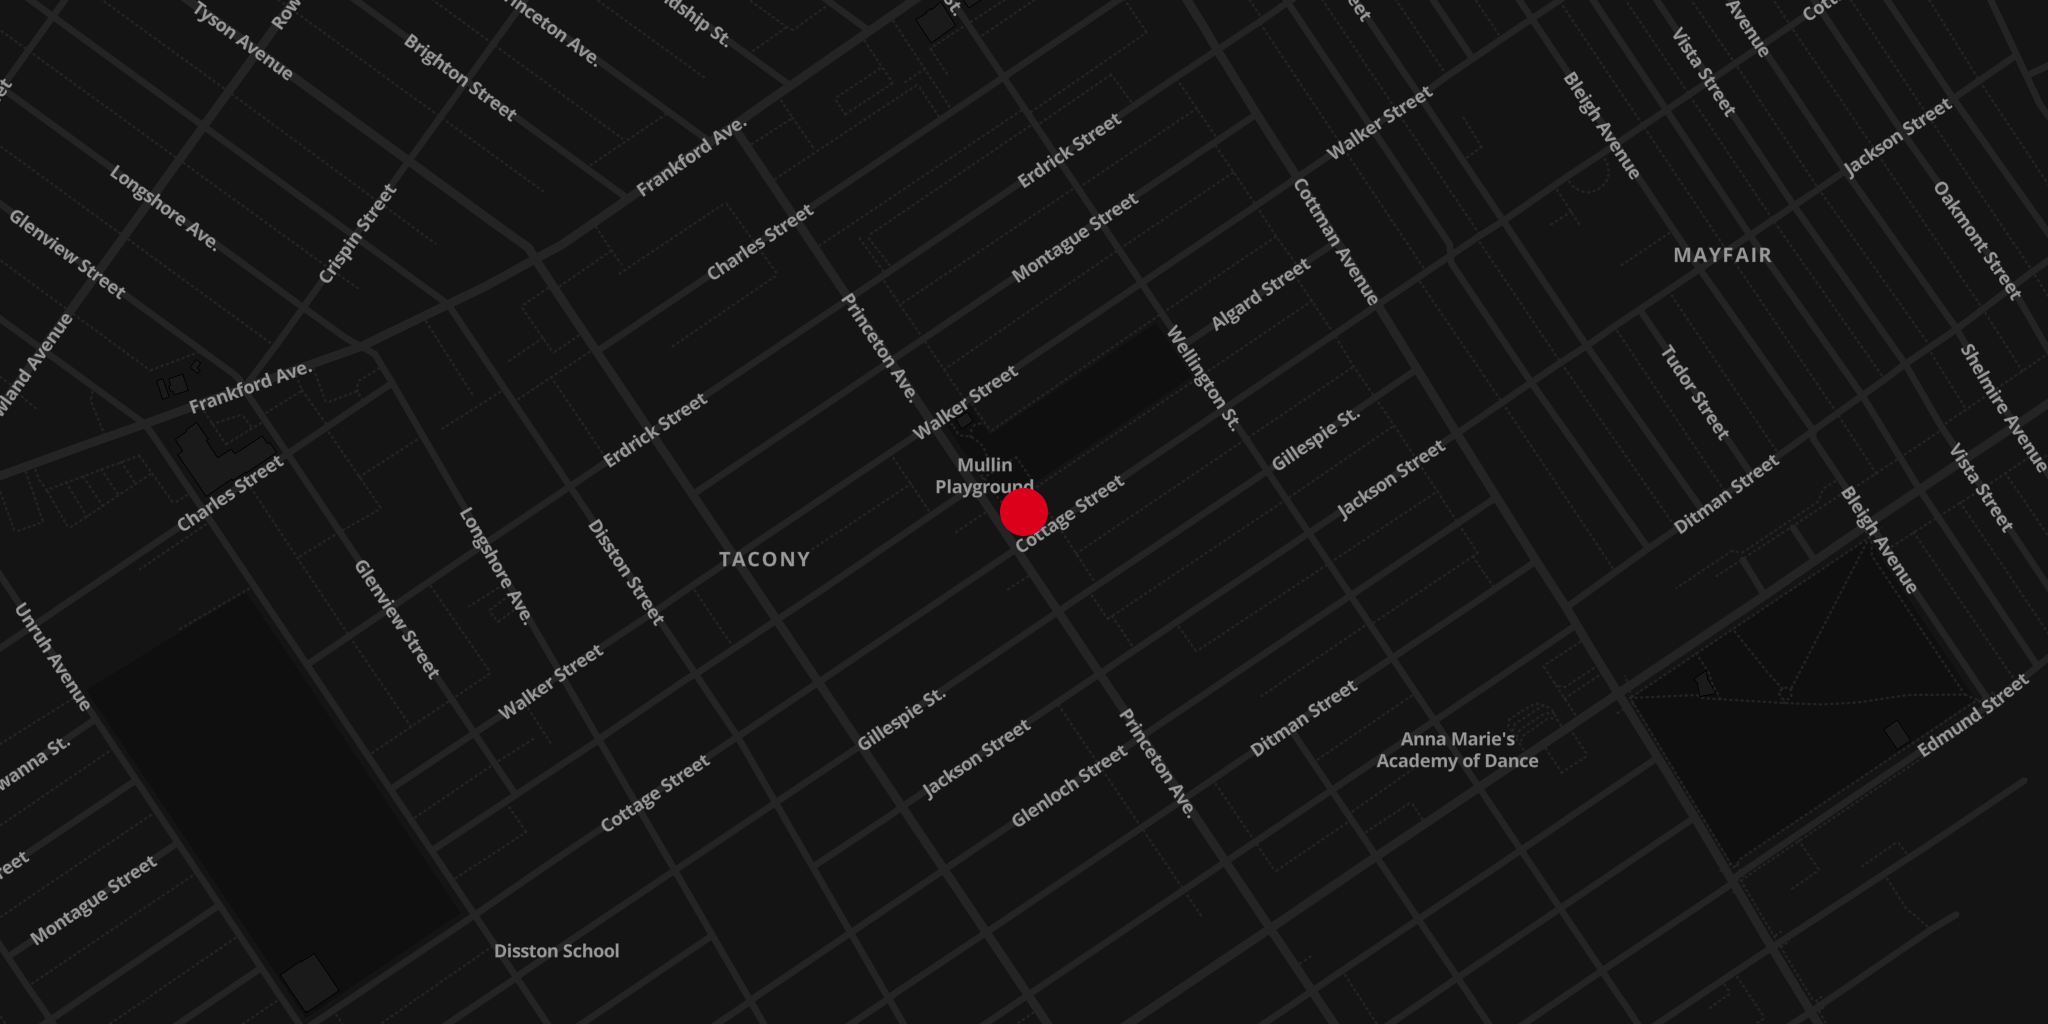 Tyson Avenue
Brighton Street
Princeton Ave.
St.
Vista Street
Avenue
Bleigh Avenue
Walker Street
Jackson Street
Frankford Ave.
Erdrick Street
Longshore Ave.
Crispin Street
Glenview Street
Charles Street
Montague Street
Cottman Avenue
Oakmont Street
MAYFAIR
Algard Street
Princeton Ave.
Wellington St.
Tudor Street
Shelmire Avenue
Frankford Ave.
Walker Street
Erdrick Street
Gillespie St.
Jackson Street
Vista Street
Mullin
Playground
Charles Street
Cottage Street
Ditman Street
Bleigh Avenue
Longshore Ave.
Disston Street
TACONY
Glenview Street
Unruh Avenue
Walker Street
Gillespie St.
Ditman Street
Edmund Street
Jackson Street
Princeton Ave.
Anna Marie's
Academy of Dance
Cottage Street
Glenloch Street
Montague Street
Disston School